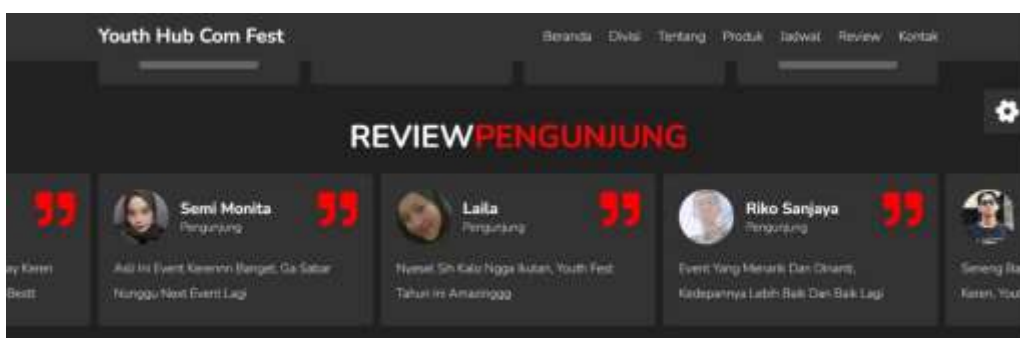 Youth Hub Com Fest
Beranda Divisi Tentang Produk Jadwal Review Kontak
REVIEWPENGUNJUNG
Semi Monita
Pengunjung
Asli Ini Event Kerennn Banget, Ga Sabar
Nunggu Next Event Lagi
Laila
Pengunjung
Nyesel Sih Kalo Ngga Ikutan, Youth Fest
Tahun Ini Amazinggg
Riko Sanjaya
Pengunjung
Event Yang Menarik Dan Dinanti,
Kedepannya Lebih Baik Dan Baik Lagi
ay Keren
Bestt
Seneng
Keren,